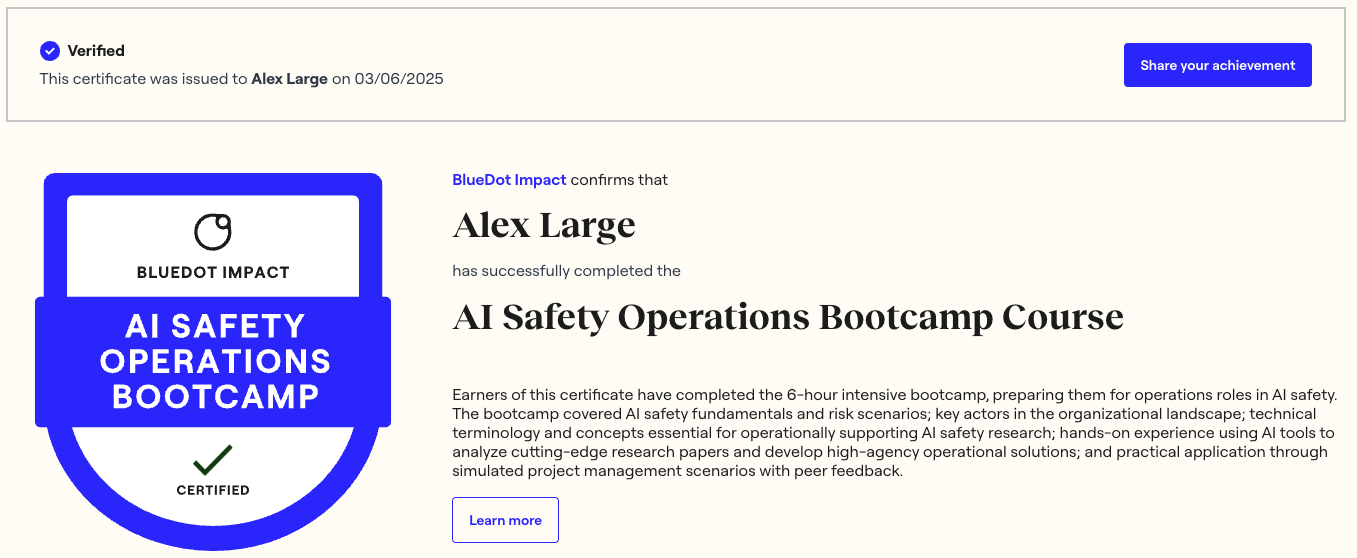 Verified
This certificate was issued to Alex Large on 03/06/2025
Share your achievement
BLUEDOT IMPACT
AI SAFETY
OPERATIONS
BOOTCAMP
CERTIFIED
BlueDot Impact confirms that
Alex Large
has successfully completed the
AI Safety Operations Bootcamp Course
Earners of this certificate have completed the 6-hour intensive bootcamp, preparing them for operations roles in AI safety.
The bootcamp covered AI safety fundamentals and risk scenarios; key actors in the organizational landscape; technical
terminology and concepts essential for operationally supporting AI safety research; hands-on experience using AI tools to
analyze cutting-edge research papers and develop high-agency operational solutions; and practical application through
simulated project management scenarios with peer feedback.
Learn more